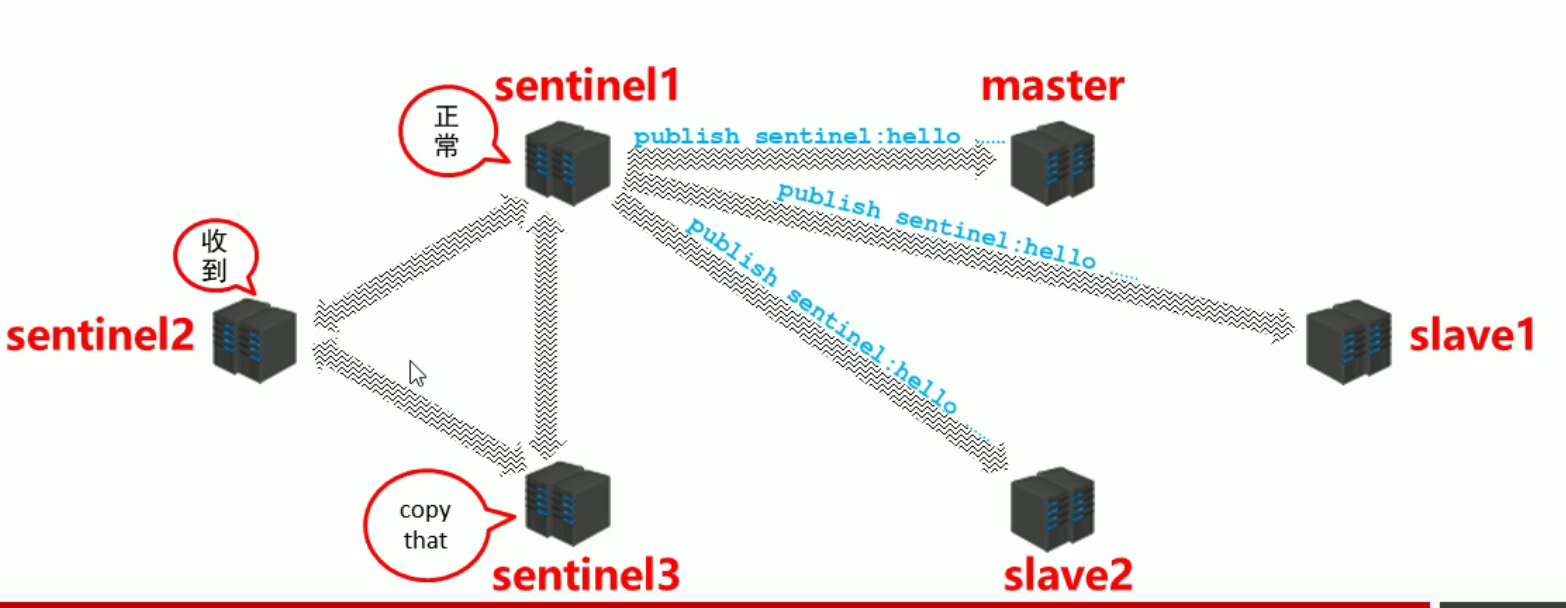 sentinel1
master
正
常
publish sentinel:hello ......
publish sentinel:hello ......
publish sentinel:hello ......
收
到
sentinel2
slave1
copy
that
sentinel3
slave2